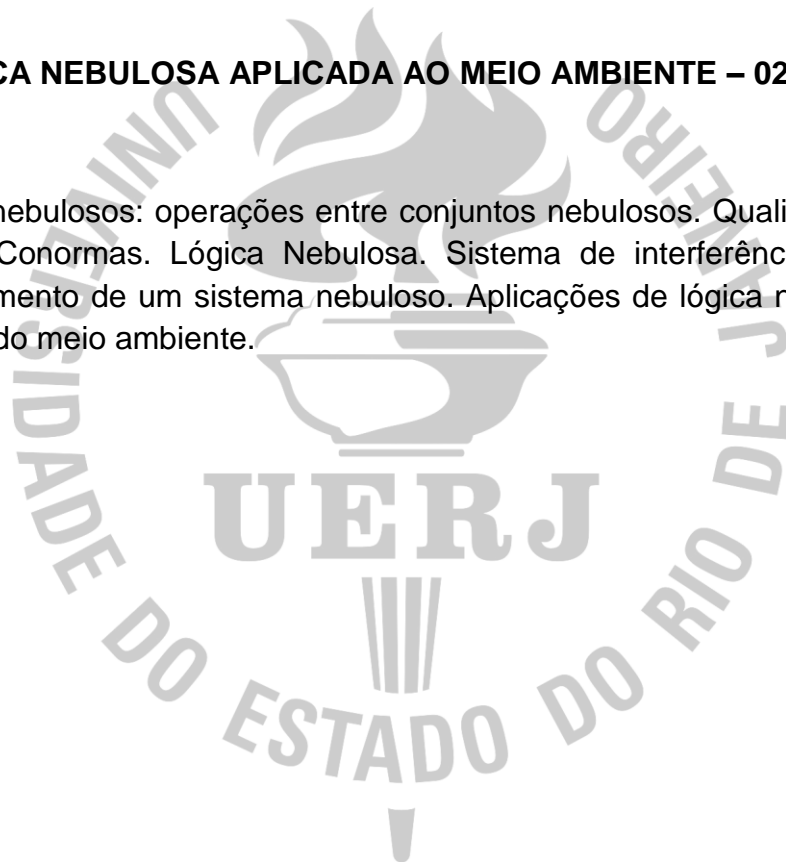 CA NEBULOSA APLICADA AO MEIO AMBIENTE – 02
nebulosos: operações entre conjuntos nebulosos. Quali
Conormas. Lógica Nebulosa. Sistema de interferênc
mento de um sistema nebuloso. Aplicações de lógica n
do meio ambiente.
UNIVERSIDADE DO ESTADO DO RIO DE JANEIRO
UERJ